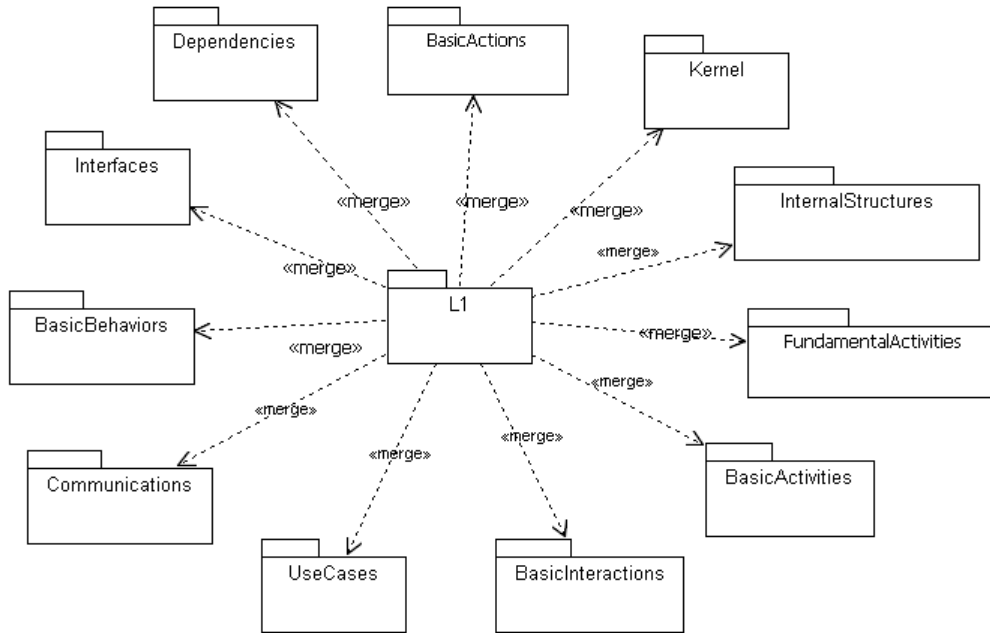 Dependencies
BasicActions
Kernel
Interfaces
InternalStructures
«merge»
«merge»
«merge»
«merge»
«merge»
L1
BasicBehaviors
«merge»
«merge»
FundamentalActivities
«merge»
«merge»
«merge»
«merge»
Communications
BasicActivities
UseCases
BasicInteractions